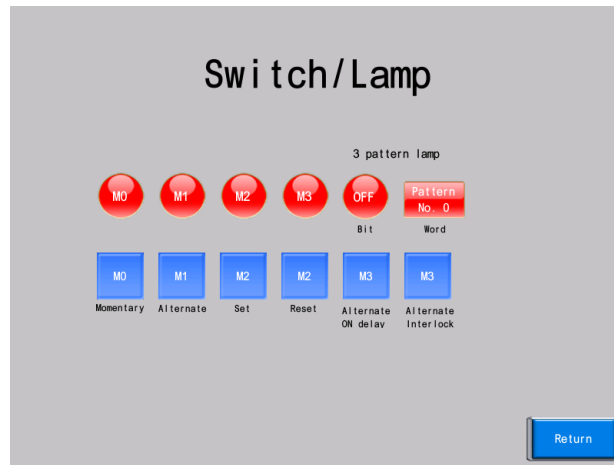 Switch/Lamp
3 pattern lamp
M0 M1 M2 M3 OFF Pattern
No. 0
Bit Word
M0 M1 M2 M2 M3 M3
Momentary Alternate Set Reset Alternate Alternate
ON delay Interlock
Return